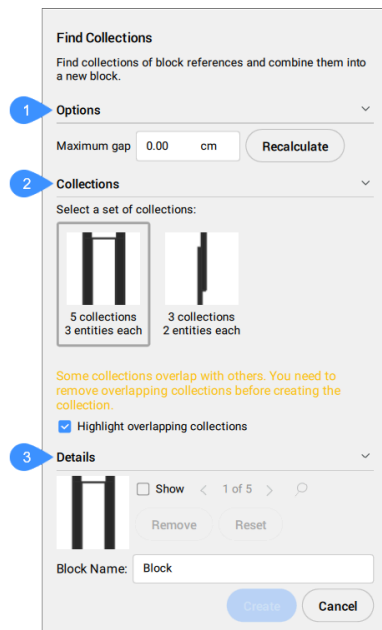 Find Collections
Find collections of block references and combine them into
a new block.
1
Options
Maximum gap 0.00 cm Recalculate
2
Collections
Select a set of collections:
5 collections 3 collections
3 entities each 2 entities each
Some collections overlap with others. You need to
remove overlapping collections before creating the
collection.
Highlight overlapping collections
3
Details
Show < 1 of 5 >
Remove Reset
Block Name: Block
Create Cancel